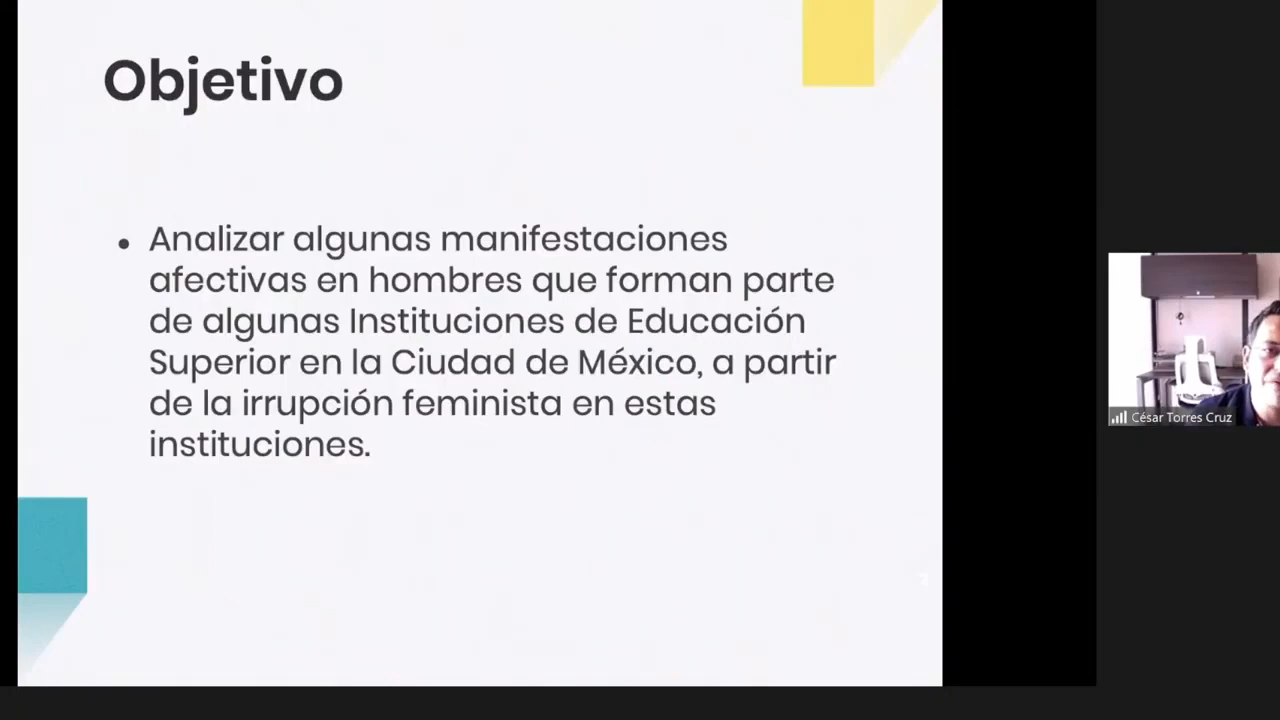 Objetivo
• Analizar algunas manifestaciones
afectivas en hombres que forman parte
de algunas Instituciones de Educación
Superior en la Ciudad de México, a partir
de la irrupción feminista en estas
instituciones.
2
César Torres Cruz